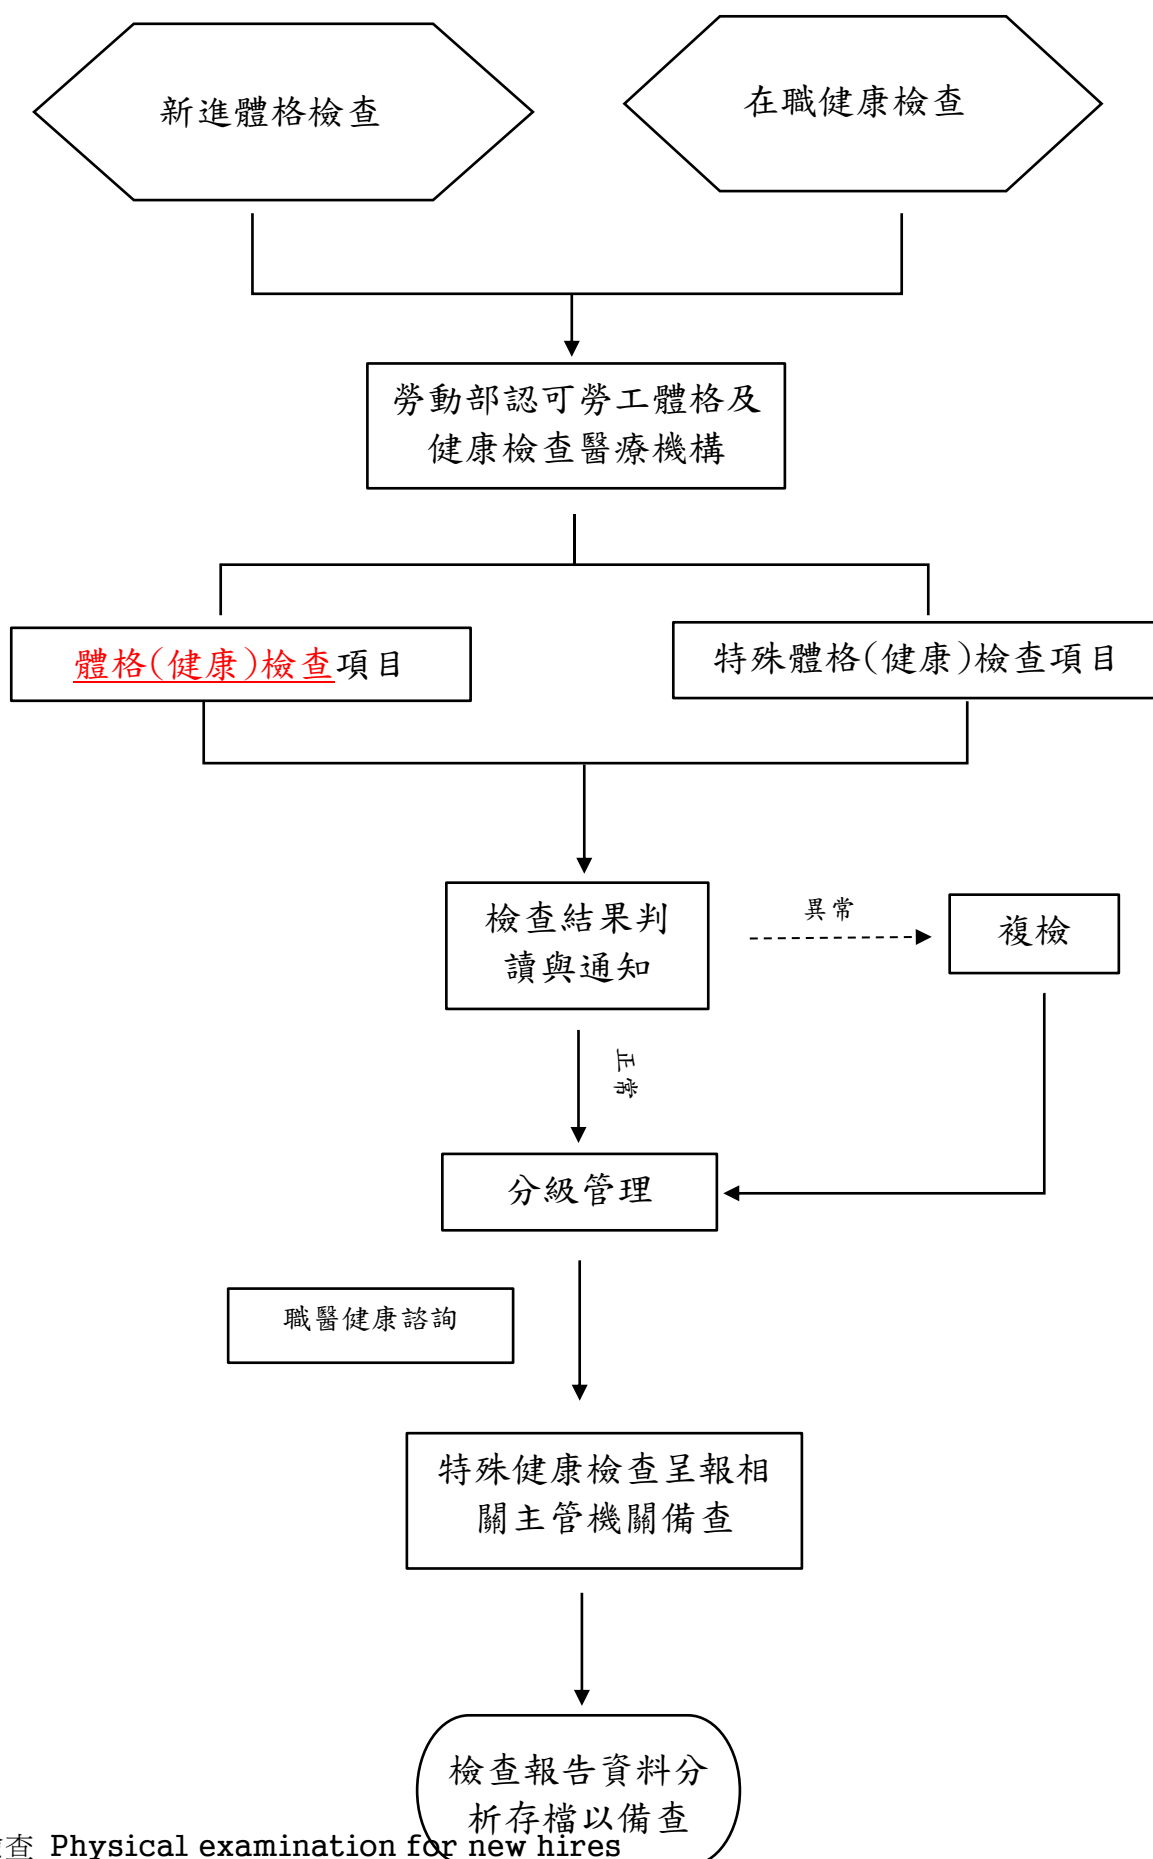 新進體格檢查
在職健康檢查
勞動部認可勞工體格及
健康檢查醫療機構
體格(健康)檢查項目
特殊體格(健康)檢查項目
檢查結果判
讀與通知
異常
複檢
正常
分級管理
職醫健康諮詢
特殊健康檢查呈報相
關主管機關備查
檢查報告資料分
析存檔以備查
查 Physical examination for new hires